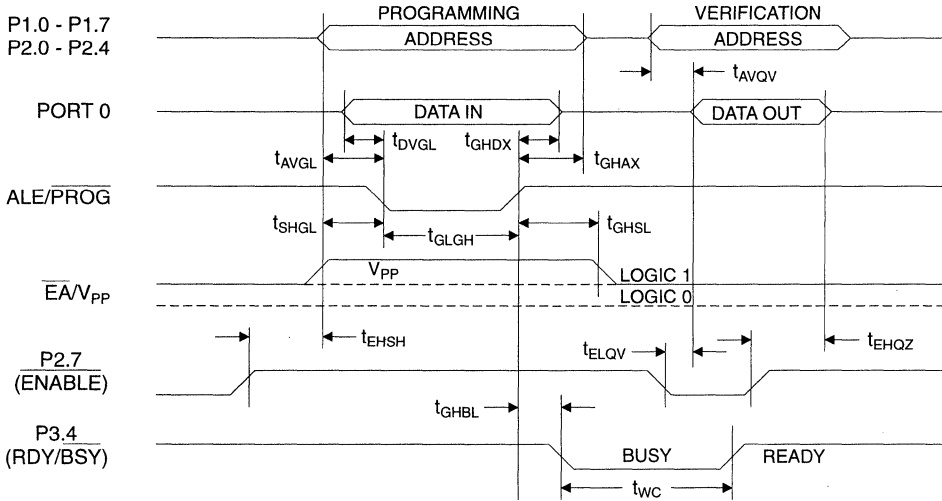 PROGRAMMING VERIFICATION
P1.0 - P1.7
P2.0 - P2.4
ADDRESS ADDRESS
tAVQV
PORT 0 DATA IN DATA OUT
tDVGL tGHDX
tAVGL tGHAX
ALE/PROG
tSHGL tGLGH tGHSL
EA/VPP VPP LOGIC 1
LOGIC 0
tEHSH tELQV tEHQZ
P2.7
(ENABLE)
tGHBL
P3.4
(RDY/BSY) BUSY READY
tWC